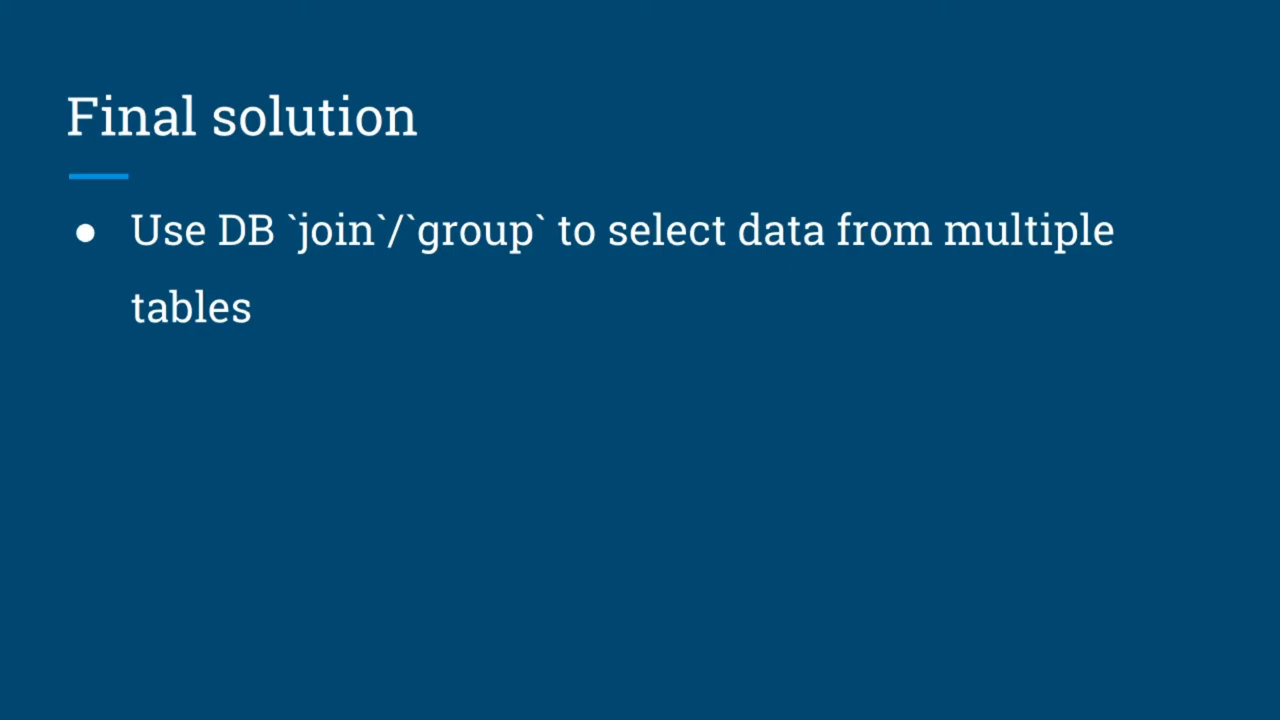 Final solution
● Use DB `join`/`group` to select data from multiple
tables